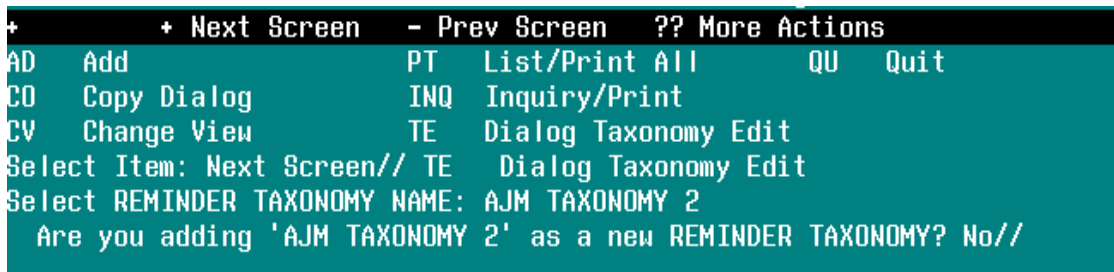 + + Next Screen - Prev Screen ?? More Actions
AD Add PT List/Print All QU Quit
CO Copy Dialog INQ Inquiry/Print
CV Change View TE Dialog Taxonomy Edit
Select Item: Next Screen// TE Dialog Taxonomy Edit
Select REMINDER TAXONOMY NAME: AJM TAXONOMY 2
Are you adding 'AJM TAXONOMY 2' as a new REMINDER TAXONOMY? No//